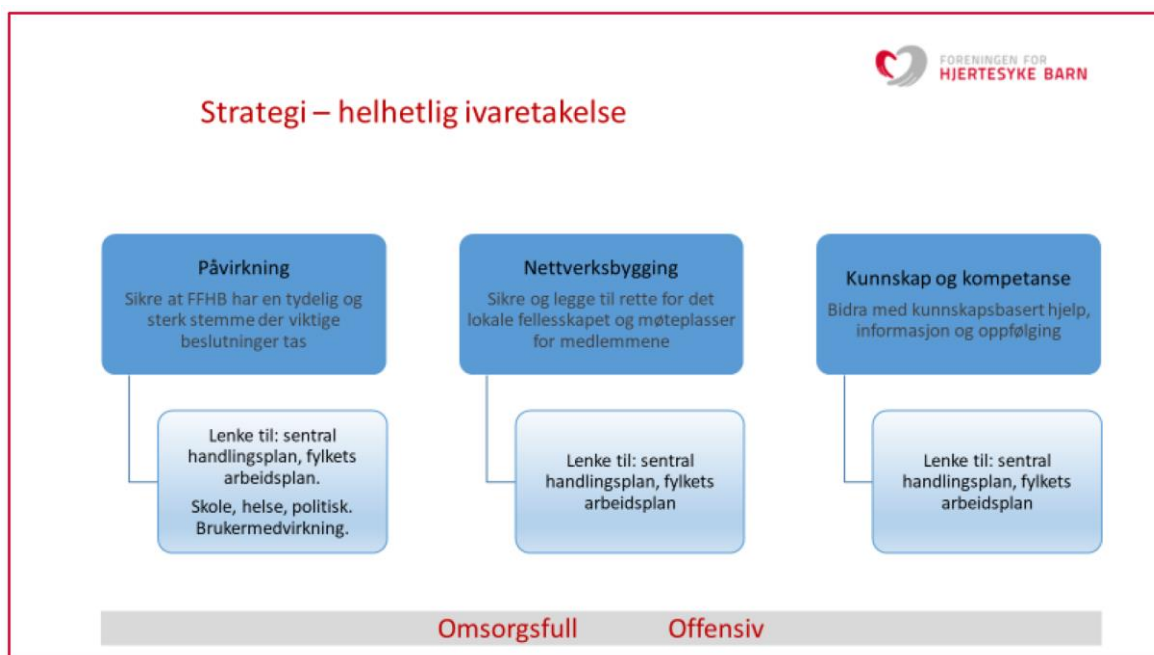 FORENINGEN FOR
HJERTESYKE BARN
Strategi – helhetlig ivaretakelse
Påvirkning
Sikre at FFHB har en tydelig og
sterk stemme der viktige
beslutninger tas
Lenke til: sentral
handlingsplan, fylkets
arbeidsplan.
Skole, helse, politisk.
Brukermedvirkning.
Nettverksbygging
Sikre og legge til rette for det
lokale fellesskapet og møteplasser
for medlemmene
Lenke til: sentral
handlingsplan, fylkets
arbeidsplan
Kunnskap og kompetanse
Bidra med kunnskapsbasert hjelp,
informasjon og oppfølging
Lenke til: sentral
handlingsplan, fylkets
arbeidsplan
Omsorgsfull Offensiv